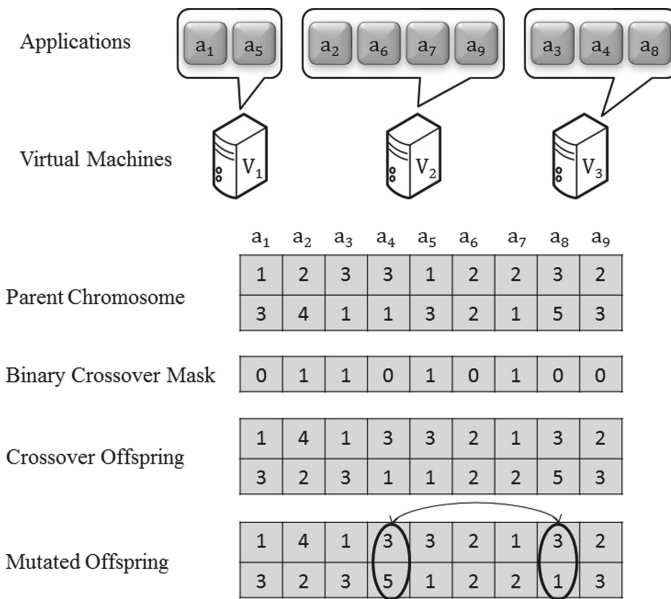 Applications a₁ a₅ a₂ a₆ a₇ a₉ a₃ a₄ a₈
Virtual Machines V₁ V₂ V₃
a₁ a₂ a₃ a₄ a₅ a₆ a₇ a₈ a₉
1 2 3 3 1 2 2 3 2
Parent Chromosome
3 4 1 1 3 2 1 5 3
Binary Crossover Mask 0 1 1 0 1 0 1 0 0
1 4 1 3 3 2 1 3 2
Crossover Offspring
3 2 3 1 1 2 2 5 3
1 4 1 3 3 2 1 3 2
Mutated Offspring
3 2 3 5 1 2 2 1 3